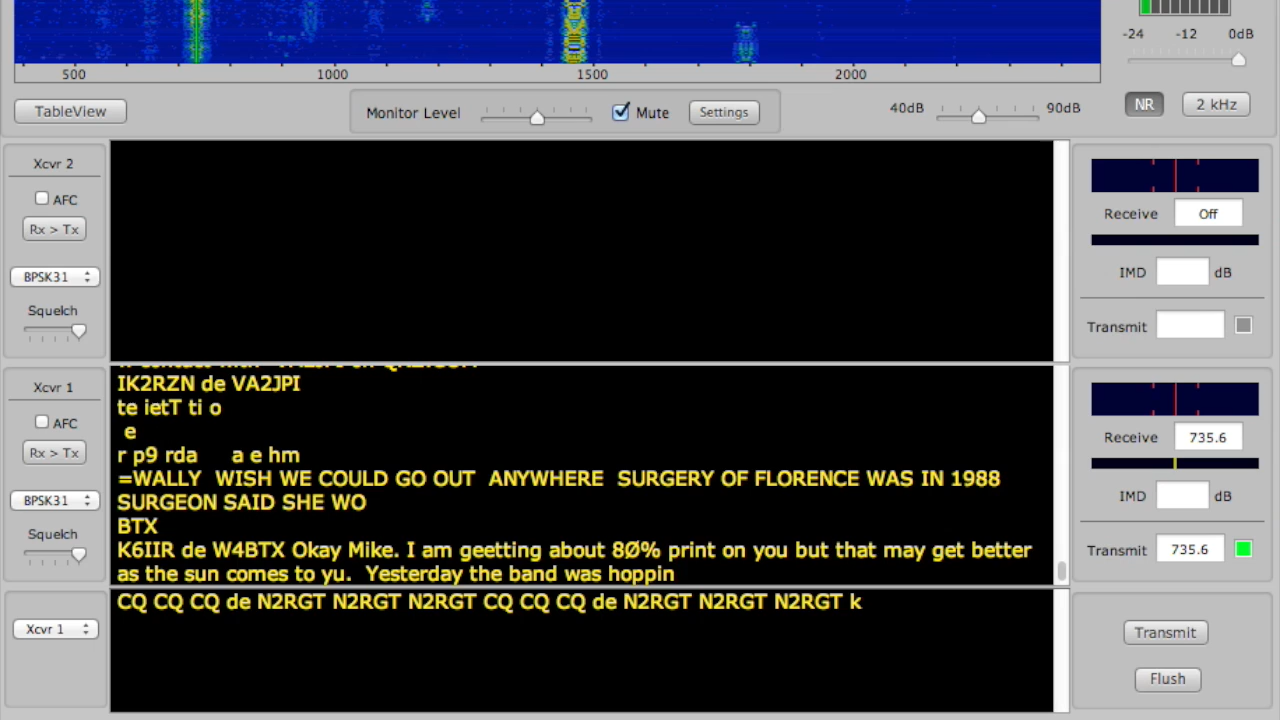 -24 -12 0dB
500 1000 1500 2000
TableView Monitor Level Mute Settings 40dB 90dB NR 2 kHz
Xcvr 2
AFC
Rx > Tx
BPSK31
Squelch
Receive Off
IMD dB
Transmit
Xcvr 1
AFC
Rx > Tx
BPSK31
Squelch
IK2RZN de VA2JPI
te ietT ti o
e
r p9 rda a e hm
=WALLY WISH WE COULD GO OUT ANYWHERE SURGERY OF FLORENCE WAS IN 1988
SURGEON SAID SHE WO
BTX
K6IIR de W4BTX Okay Mike. I am geetting about 8Ø% print on you but that may get better
as the sun comes to yu. Yesterday the band was hoppin
Receive 735.6
IMD dB
Transmit 735.6
Xcvr 1
CQ CQ CQ de N2RGT N2RGT N2RGT CQ CQ CQ de N2RGT N2RGT N2RGT k
Transmit
Flush